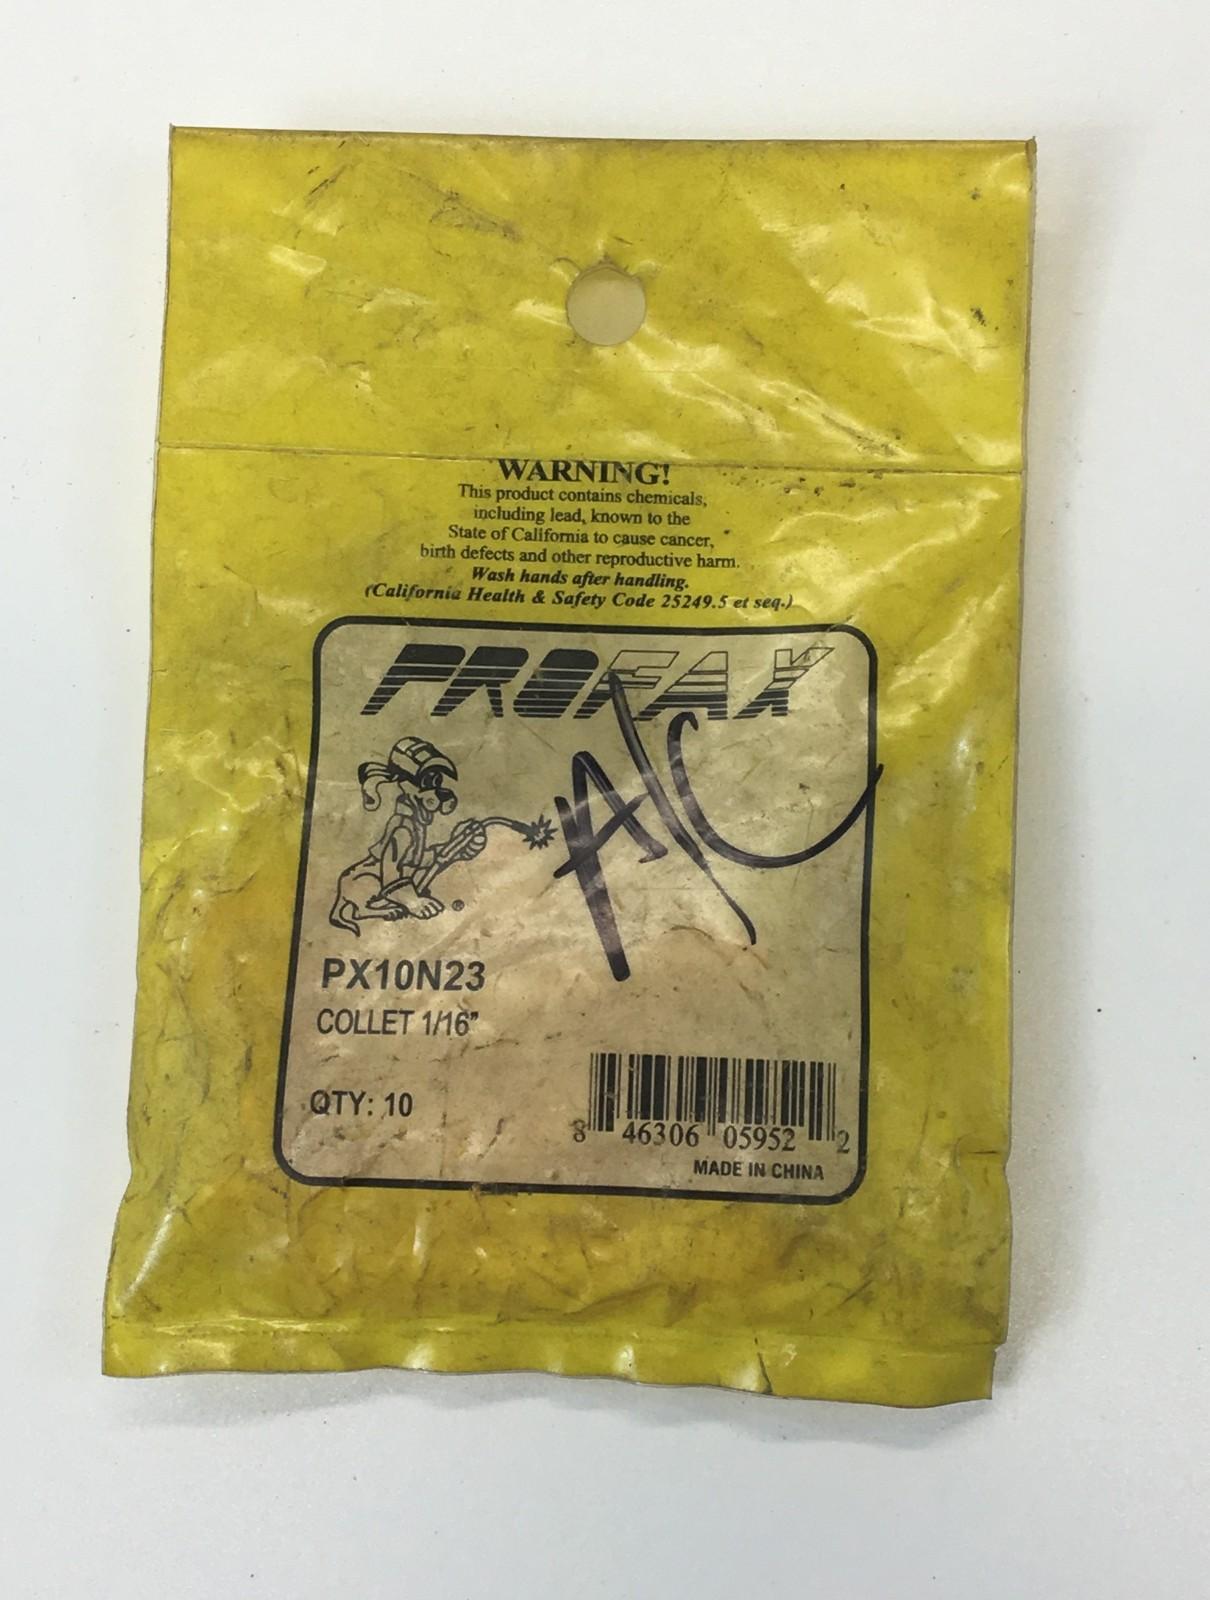 WARNING!
This product contains chemicals,
including lead, known to the
State of California to cause cancer,
birth defects and other reproductive harm.
Wash hands after handling.
(California Health & Safety Code 25249.5 et seq.)
PROFAX
A/C
®
PX10N23
COLLET 1/16”
QTY: 10
8 46306 05952 2
MADE IN CHINA